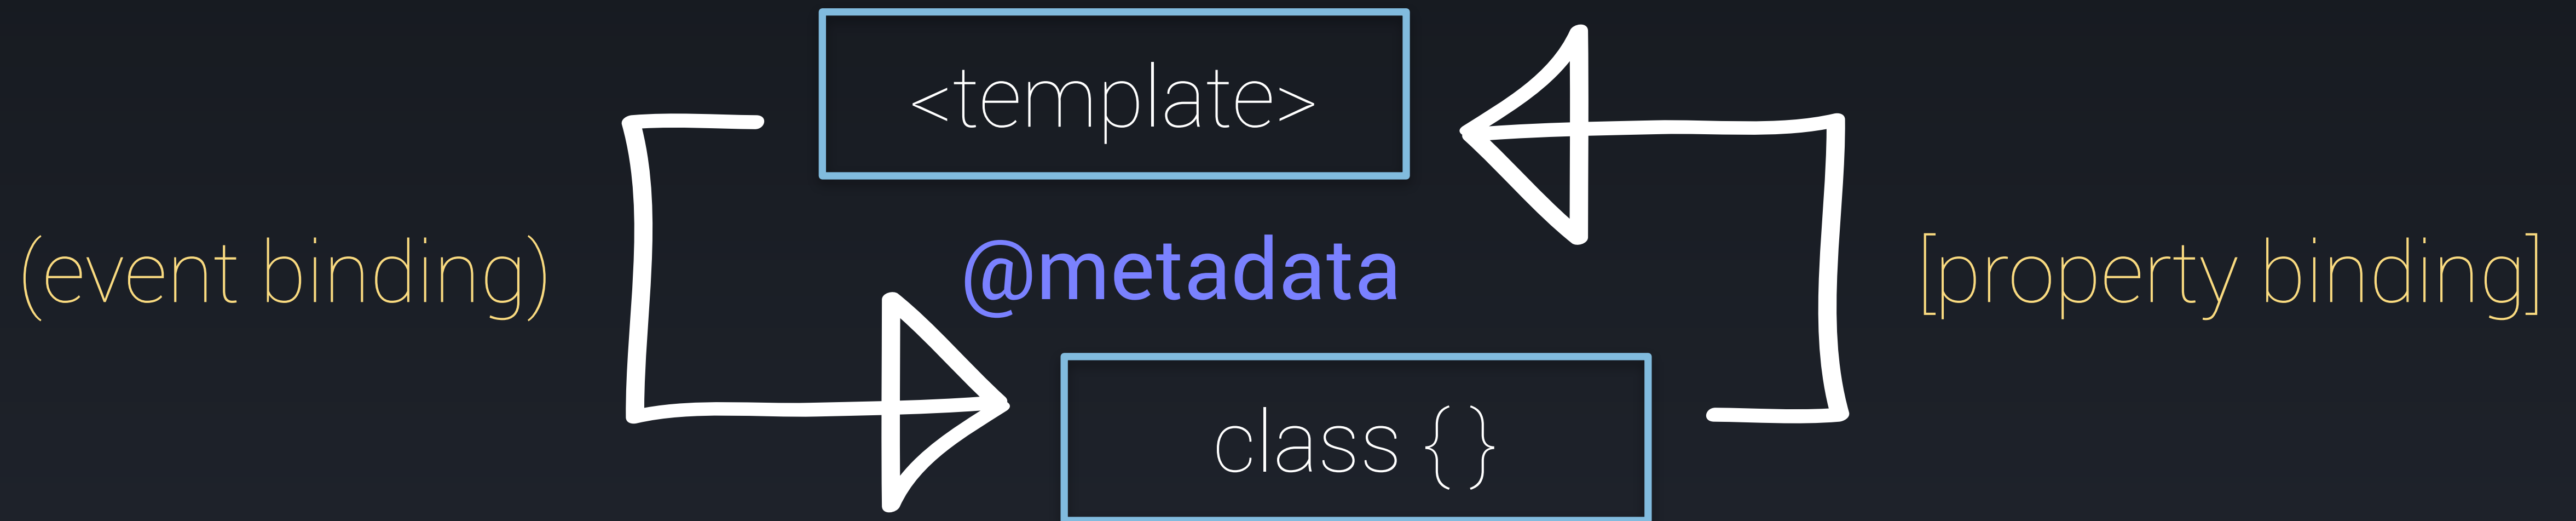 <template>
(event binding)
@metadata
[property binding]
class { }